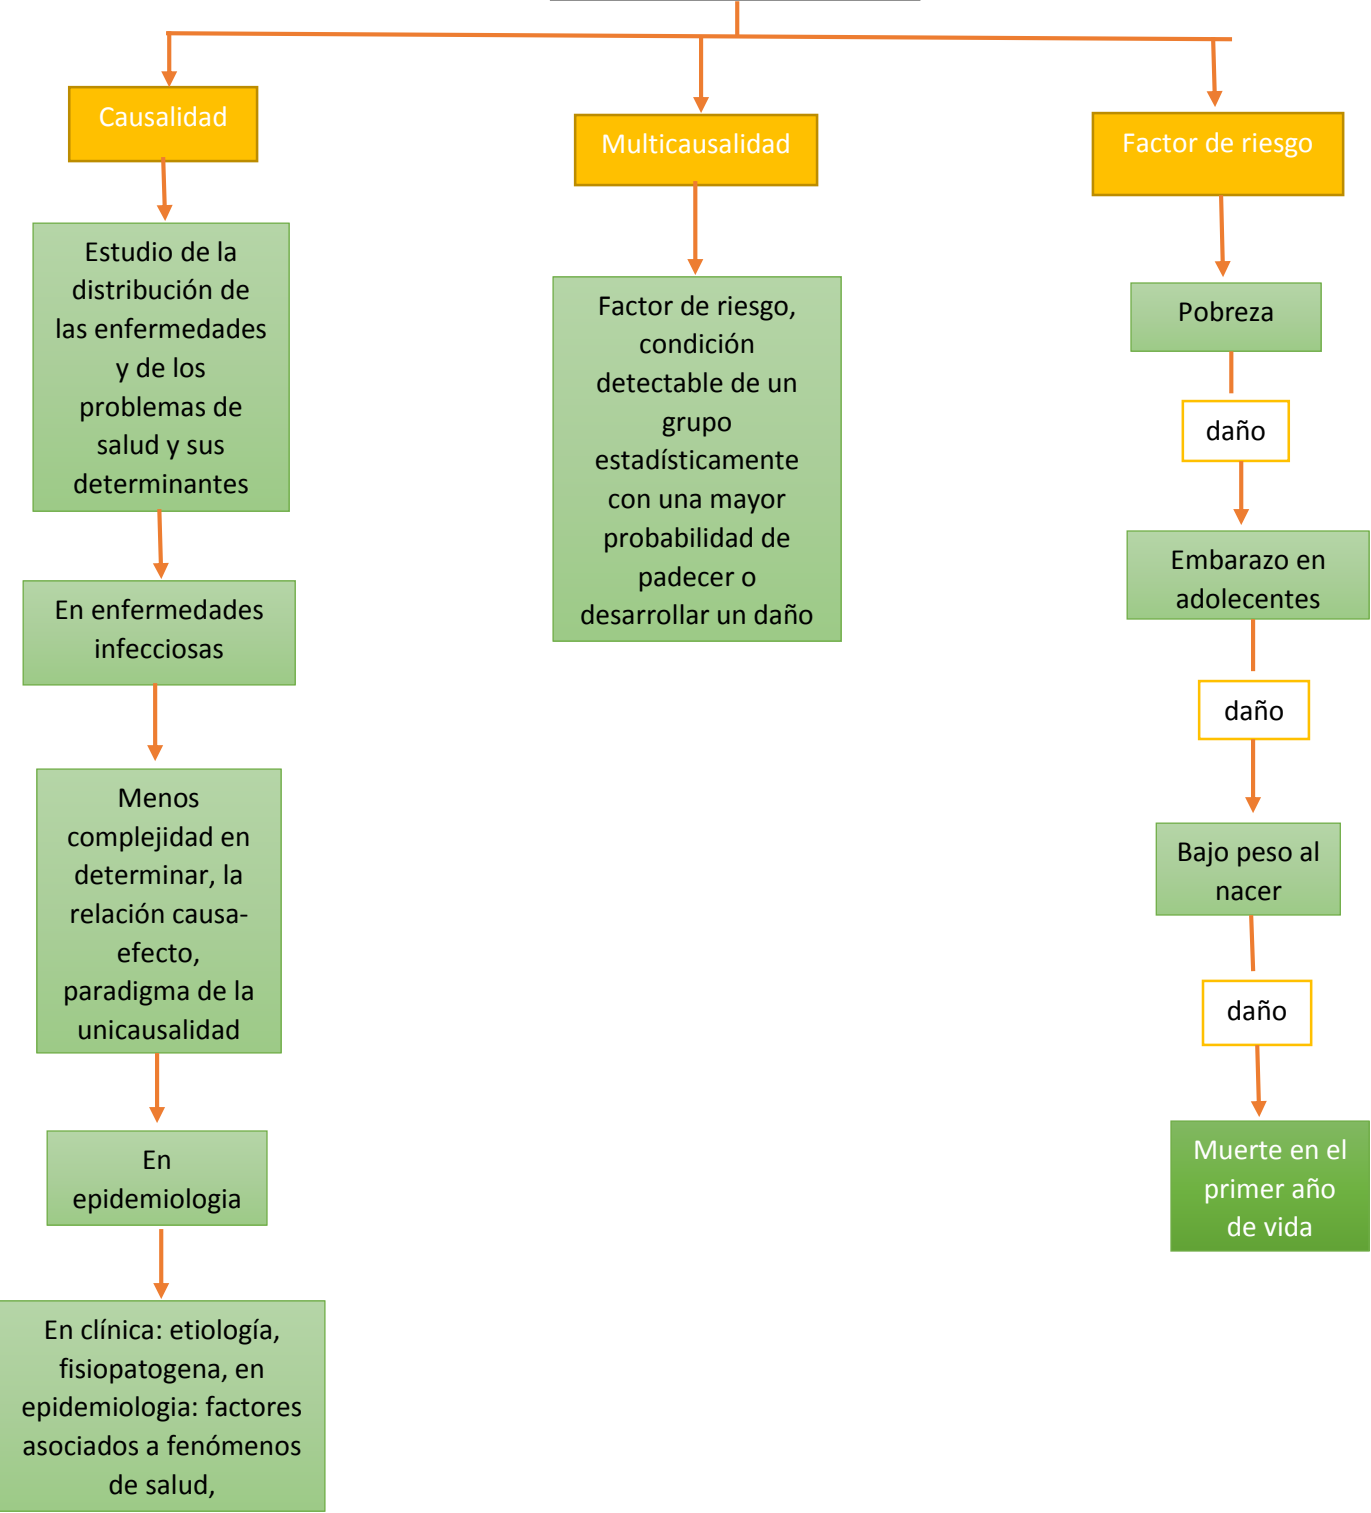 Causalidad
Estudio de la
distribución de
las enfermedades
y de los
problemas de
salud y sus
determinantes
En enfermedades
infecciosas
Menos
complejidad en
determinar, la
relación causa-
efecto,
paradigma de la
unicausalidad
En
epidemiologia
En clínica: etiología,
fisiopatogena, en
epidemiologia: factores
asociados a fenómenos
de salud,
Multicausalidad
Factor de riesgo,
condición
detectable de un
grupo
estadísticamente
con una mayor
probabilidad de
padecer o
desarrollar un daño
Factor de riesgo
Pobreza
daño
Embarazo en
adolecentes
daño
Bajo peso al
nacer
daño
Muerte en el
primer año
de vida